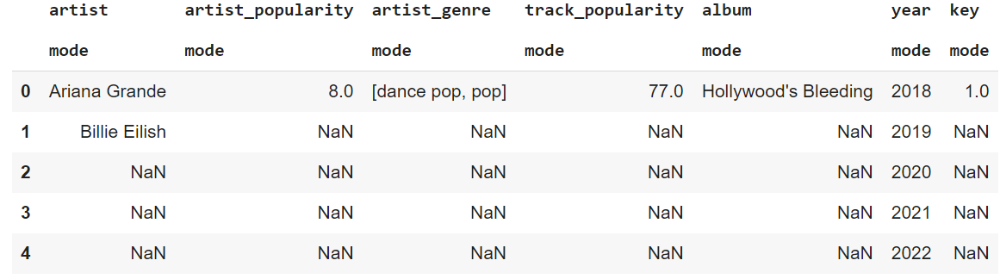 artist artist_popularity artist_genre track_popularity album year key
mode mode mode mode mode mode mode
0 Ariana Grande 8.0 [dance pop, pop] 77.0 Hollywood's Bleeding 2018 1.0
1 Billie Eilish NaN NaN NaN NaN 2019 NaN
2 NaN NaN NaN NaN NaN 2020 NaN
3 NaN NaN NaN NaN NaN 2021 NaN
4 NaN NaN NaN NaN NaN 2022 NaN